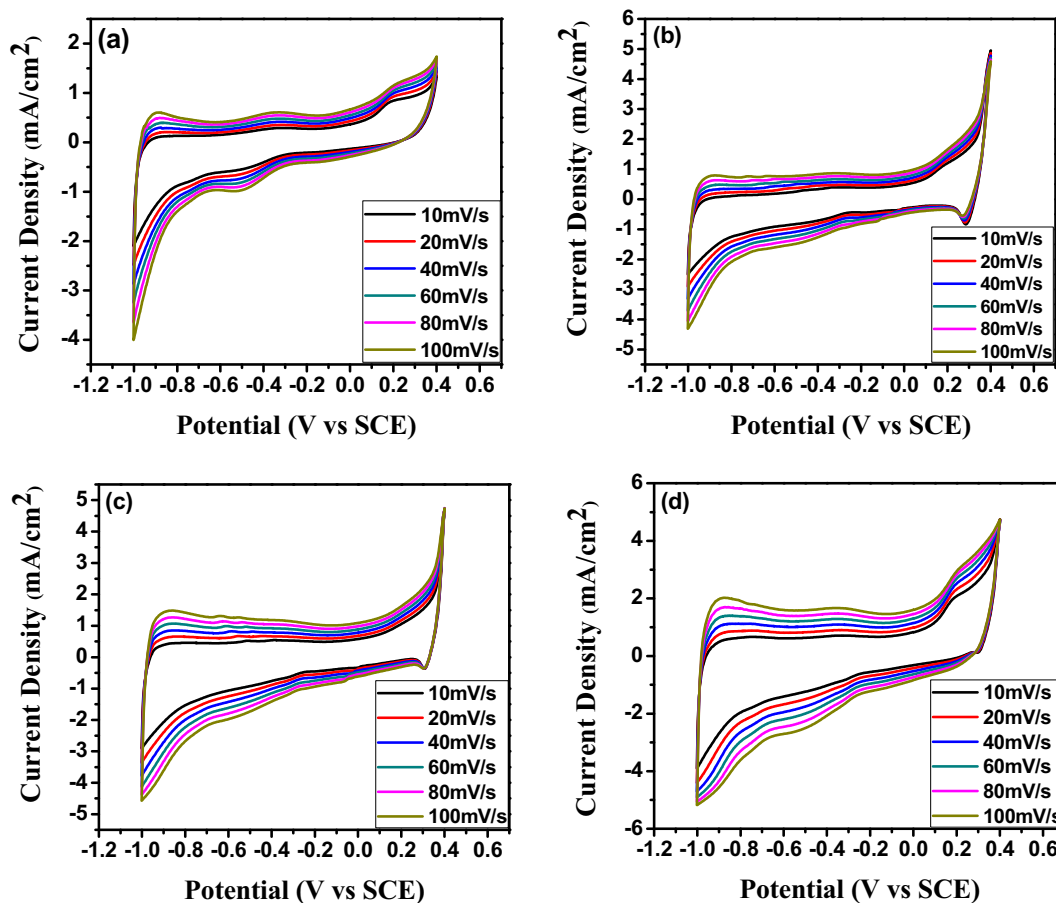 (a)
Current Density (mA/cm²)
2
1
0
-1
-2
-3
-4
10mV/s
20mV/s
40mV/s
60mV/s
80mV/s
100mV/s
-1.2 -1.0 -0.8 -0.6 -0.4 -0.2 0.0 0.2 0.4 0.6
Potential (V vs SCE)
(b)
Current Density (mA/cm²)
6
5
4
3
2
1
0
-1
-2
-3
-4
-5
10mV/s
20mV/s
40mV/s
60mV/s
80mV/s
100mV/s
-1.2 -1.0 -0.8 -0.6 -0.4 -0.2 0.0 0.2 0.4 0.6
Potential (V vs SCE)
(c)
Current Density (mA/cm²)
5
4
3
2
1
0
-1
-2
-3
-4
-5
10mV/s
20mV/s
40mV/s
60mV/s
80mV/s
100mV/s
-1.2 -1.0 -0.8 -0.6 -0.4 -0.2 0.0 0.2 0.4 0.6
Potential (V vs SCE)
(d)
Current Density (mA/cm²)
6
4
2
0
-2
-4
-6
10mV/s
20mV/s
40mV/s
60mV/s
80mV/s
100mV/s
-1.2 -1.0 -0.8 -0.6 -0.4 -0.2 0.0 0.2 0.4 0.6
Potential (V vs SCE)